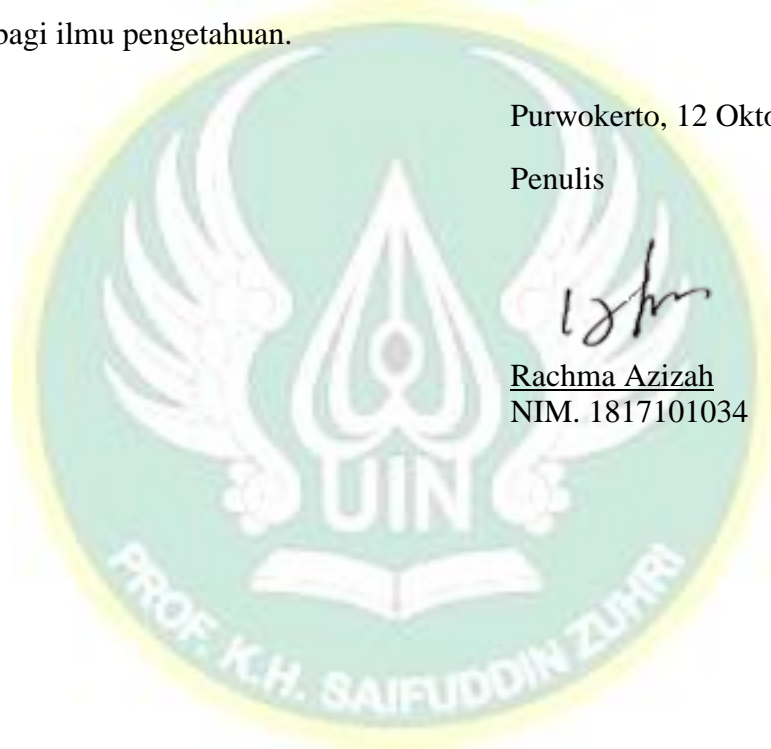 bagi ilmu pengetahuan.
Purwokerto, 12 Okto
Penulis
Rachma Azizah
NIM. 1817101034
UIN
PROF. K.H. SAIFUDDIN ZUHRI